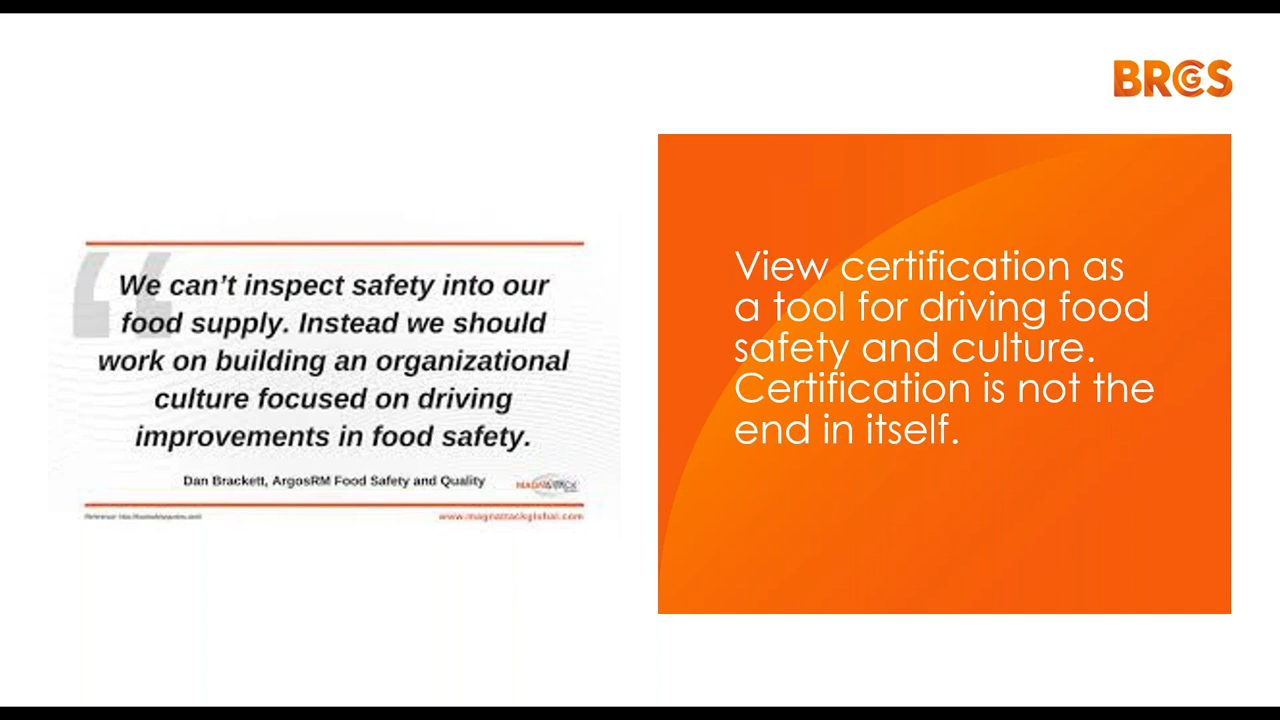 BRCGS
We can't inspect safety into our
food supply. Instead we should
work on building an organizational
culture focused on driving
improvements in food safety.
Dan Brackett, ArgosRM Food Safety and Quality
www.magnattackglobal.com
View certification as
a tool for driving food
safety and culture.
Certification is not the
end in itself.